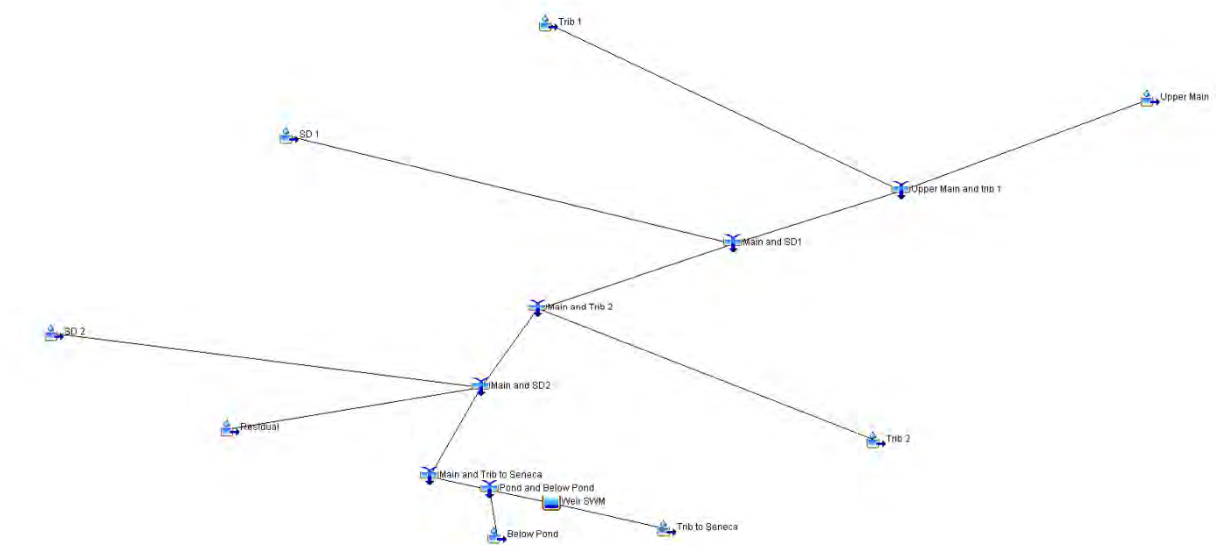 Trib 1
Upper Main
SD 1
Upper Main and trib 1
Main and SD1
Main and Trib 2
SD 2
Main and SD2
Residual
Trib 2
Main and Trib to Seneca
Pond and Below Pond
Weir SWM
Trib to Seneca
Below Pond